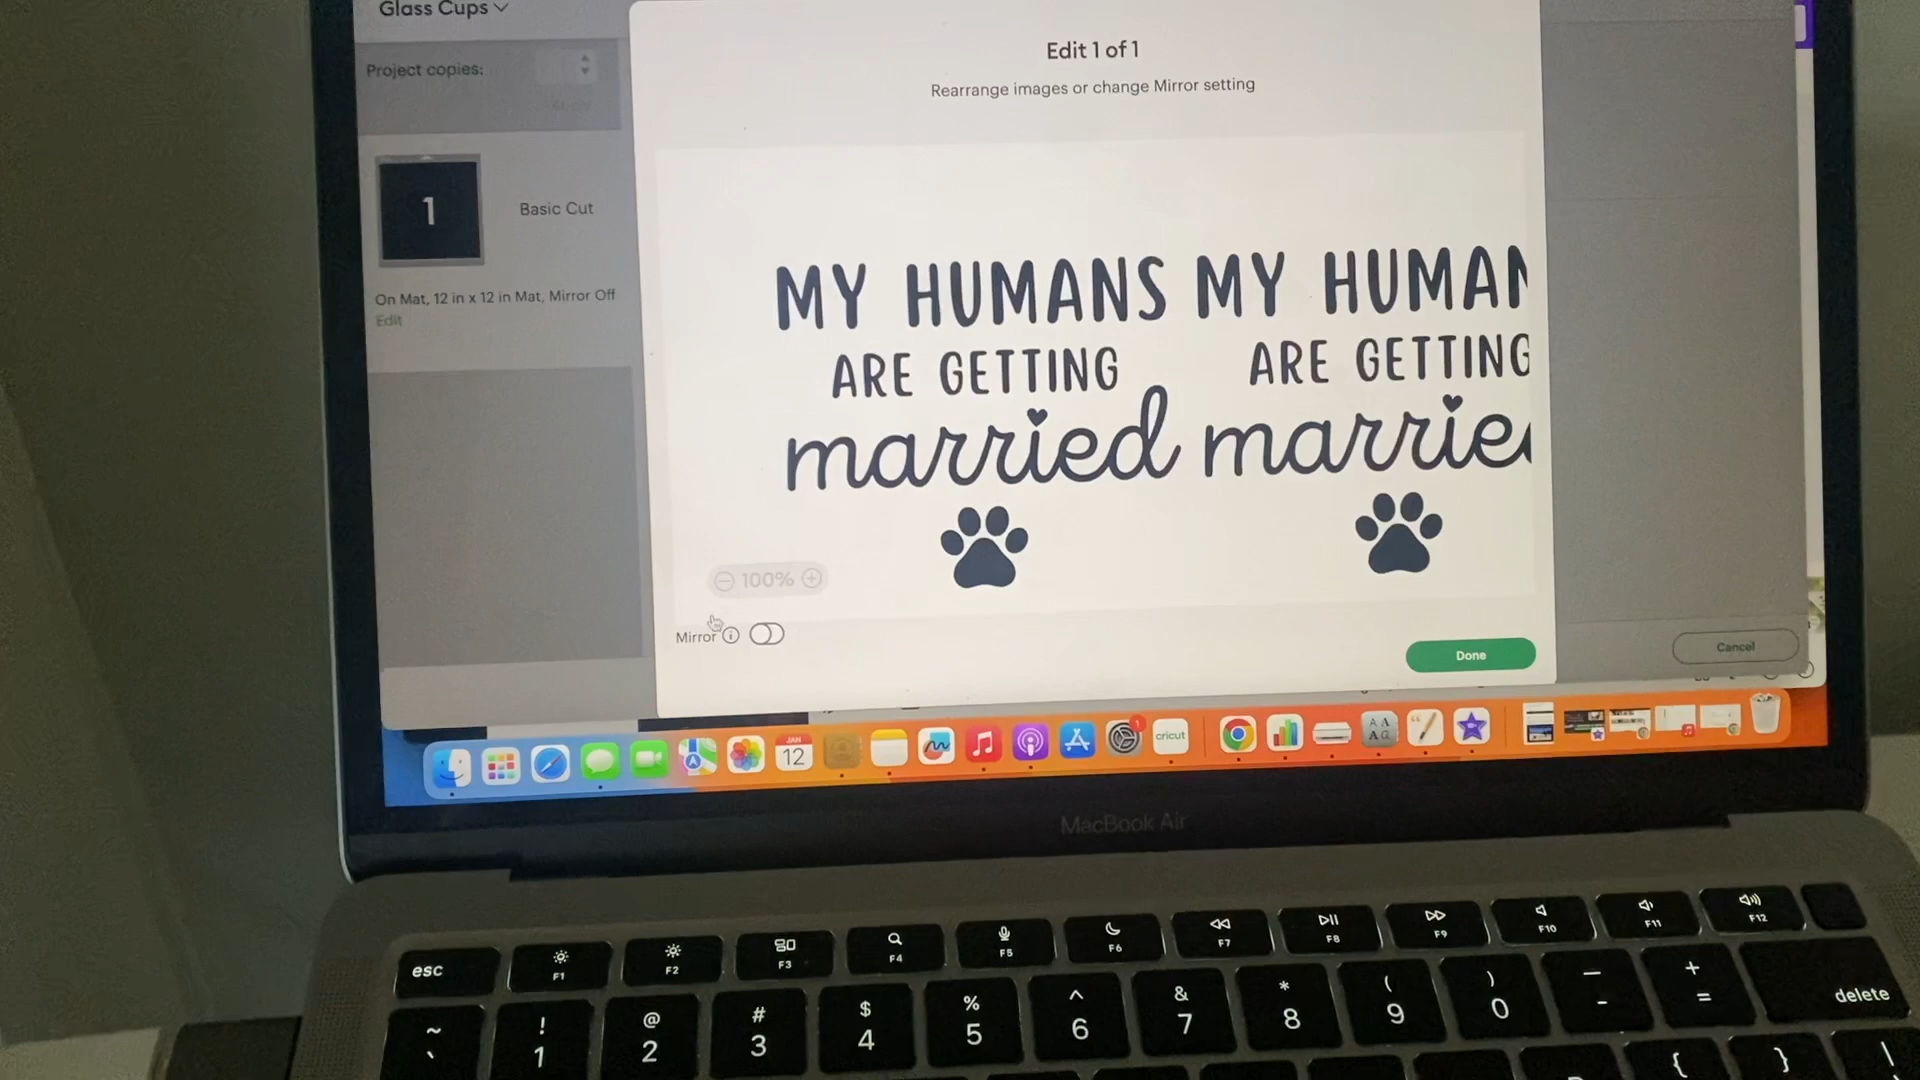 Glass Cups
Project copies:
1
Basic Cut
On Mat, 12 in x 12 in Mat, Mirror Off
Edit
Edit 1 of 1
Rearrange images or change Mirror setting
MY HUMANS MY HUMAN
ARE GETTING ARE GETTING
married married
100%
Mirror
Done
Cancel
JAN
12
1
cricut
MacBook Air
esc F1 F2 F3 F4 F5 F6 F7 F8 F9 F10 F11 F12
~ ` ! 1 @ 2 # 3 $ 4 % 5 ^ 6 & 7 * 8 ( 9 ) 0 — - + = delete
{ } \